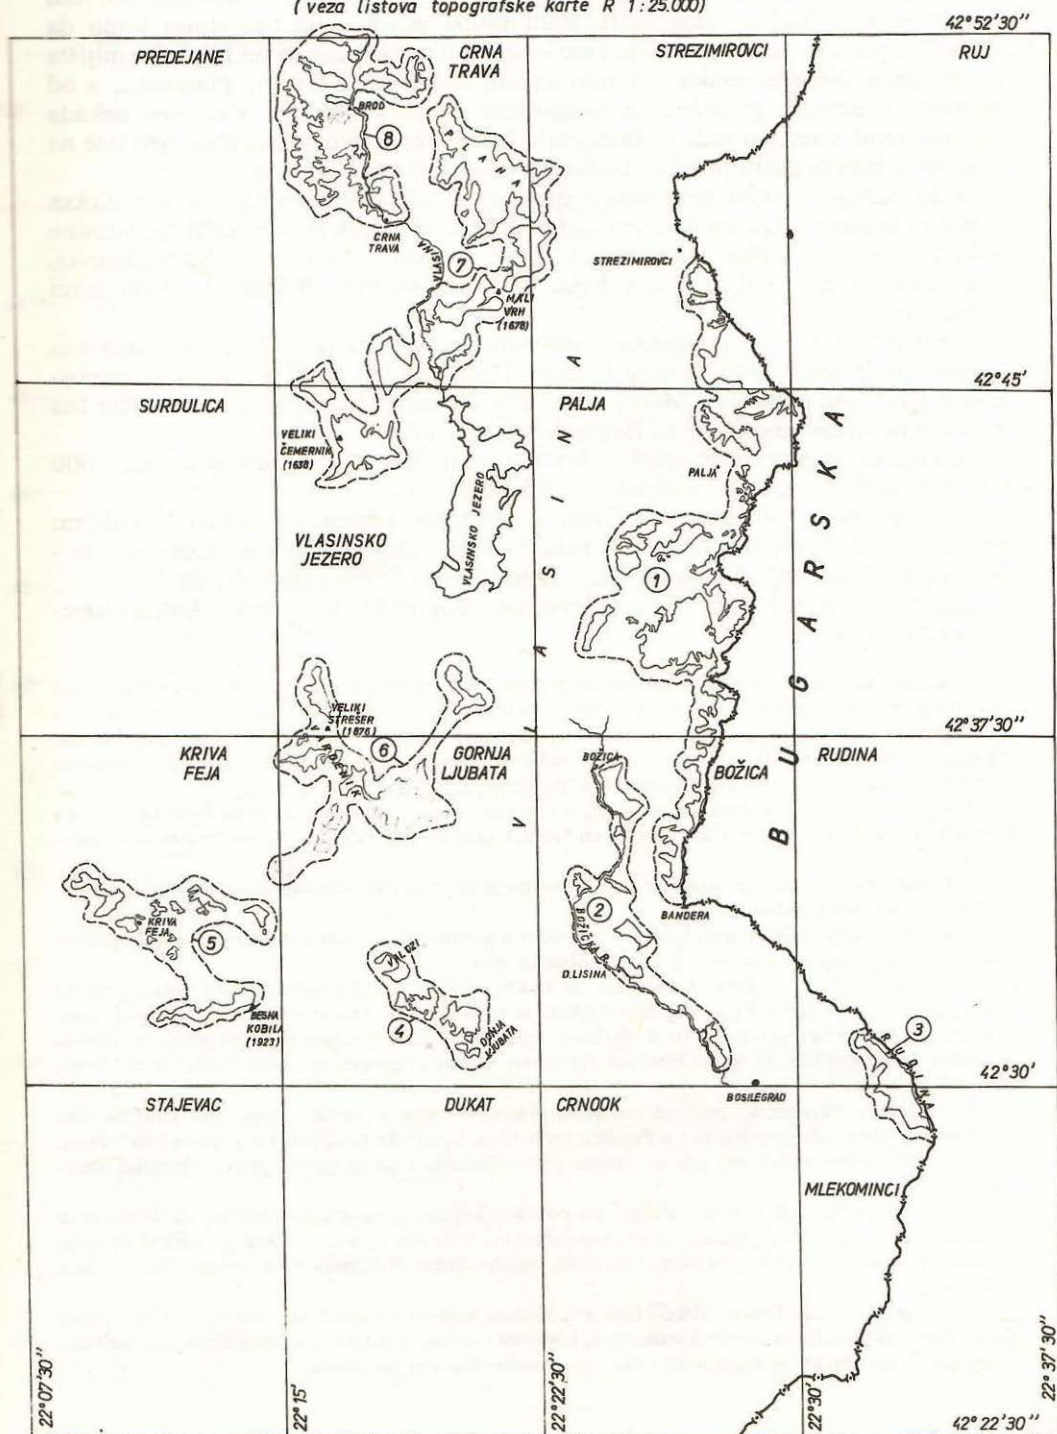 (veza listova topografske karte R 1:25.000)
42°52'30"
PREDEJANE
CRNA
TRAVA
STREZIMIROVCI
RUJ
BROD
8
CRNA
TRAVA
VLASINA
7
MALI
VRH
(1678)
STREZIMIROVCI
42°45'
SURDULICA
PALJA
VELIKI
ČEMERNIK
(1638)
PALJA
VLASINSKO
JEZERO
VLASINSKO JEZERO
VLASINA
BUGARSKA
1
42°37'30"
VELIKI
STREŠER
(1876)
VARDENIK
6
KRIVA
FEJA
GORNJA
LJUBATA
BOŽICA
BOŽICA
RUDINA
KRIVA
FEJA
5
2
BOŽIČKA R.
BANDERA
D.LISINA
BESNA
KOBILA
(1923)
4
DONJA
LJUBATA
3
RUDINA
42°30'
STAJEVAC
DUKAT
CRNOOK
BOSILEGRAD
MLEKOMINCI
22°07'30"
22°15'
22°22'30"
22°30'
22°37'30"
42°22'30"